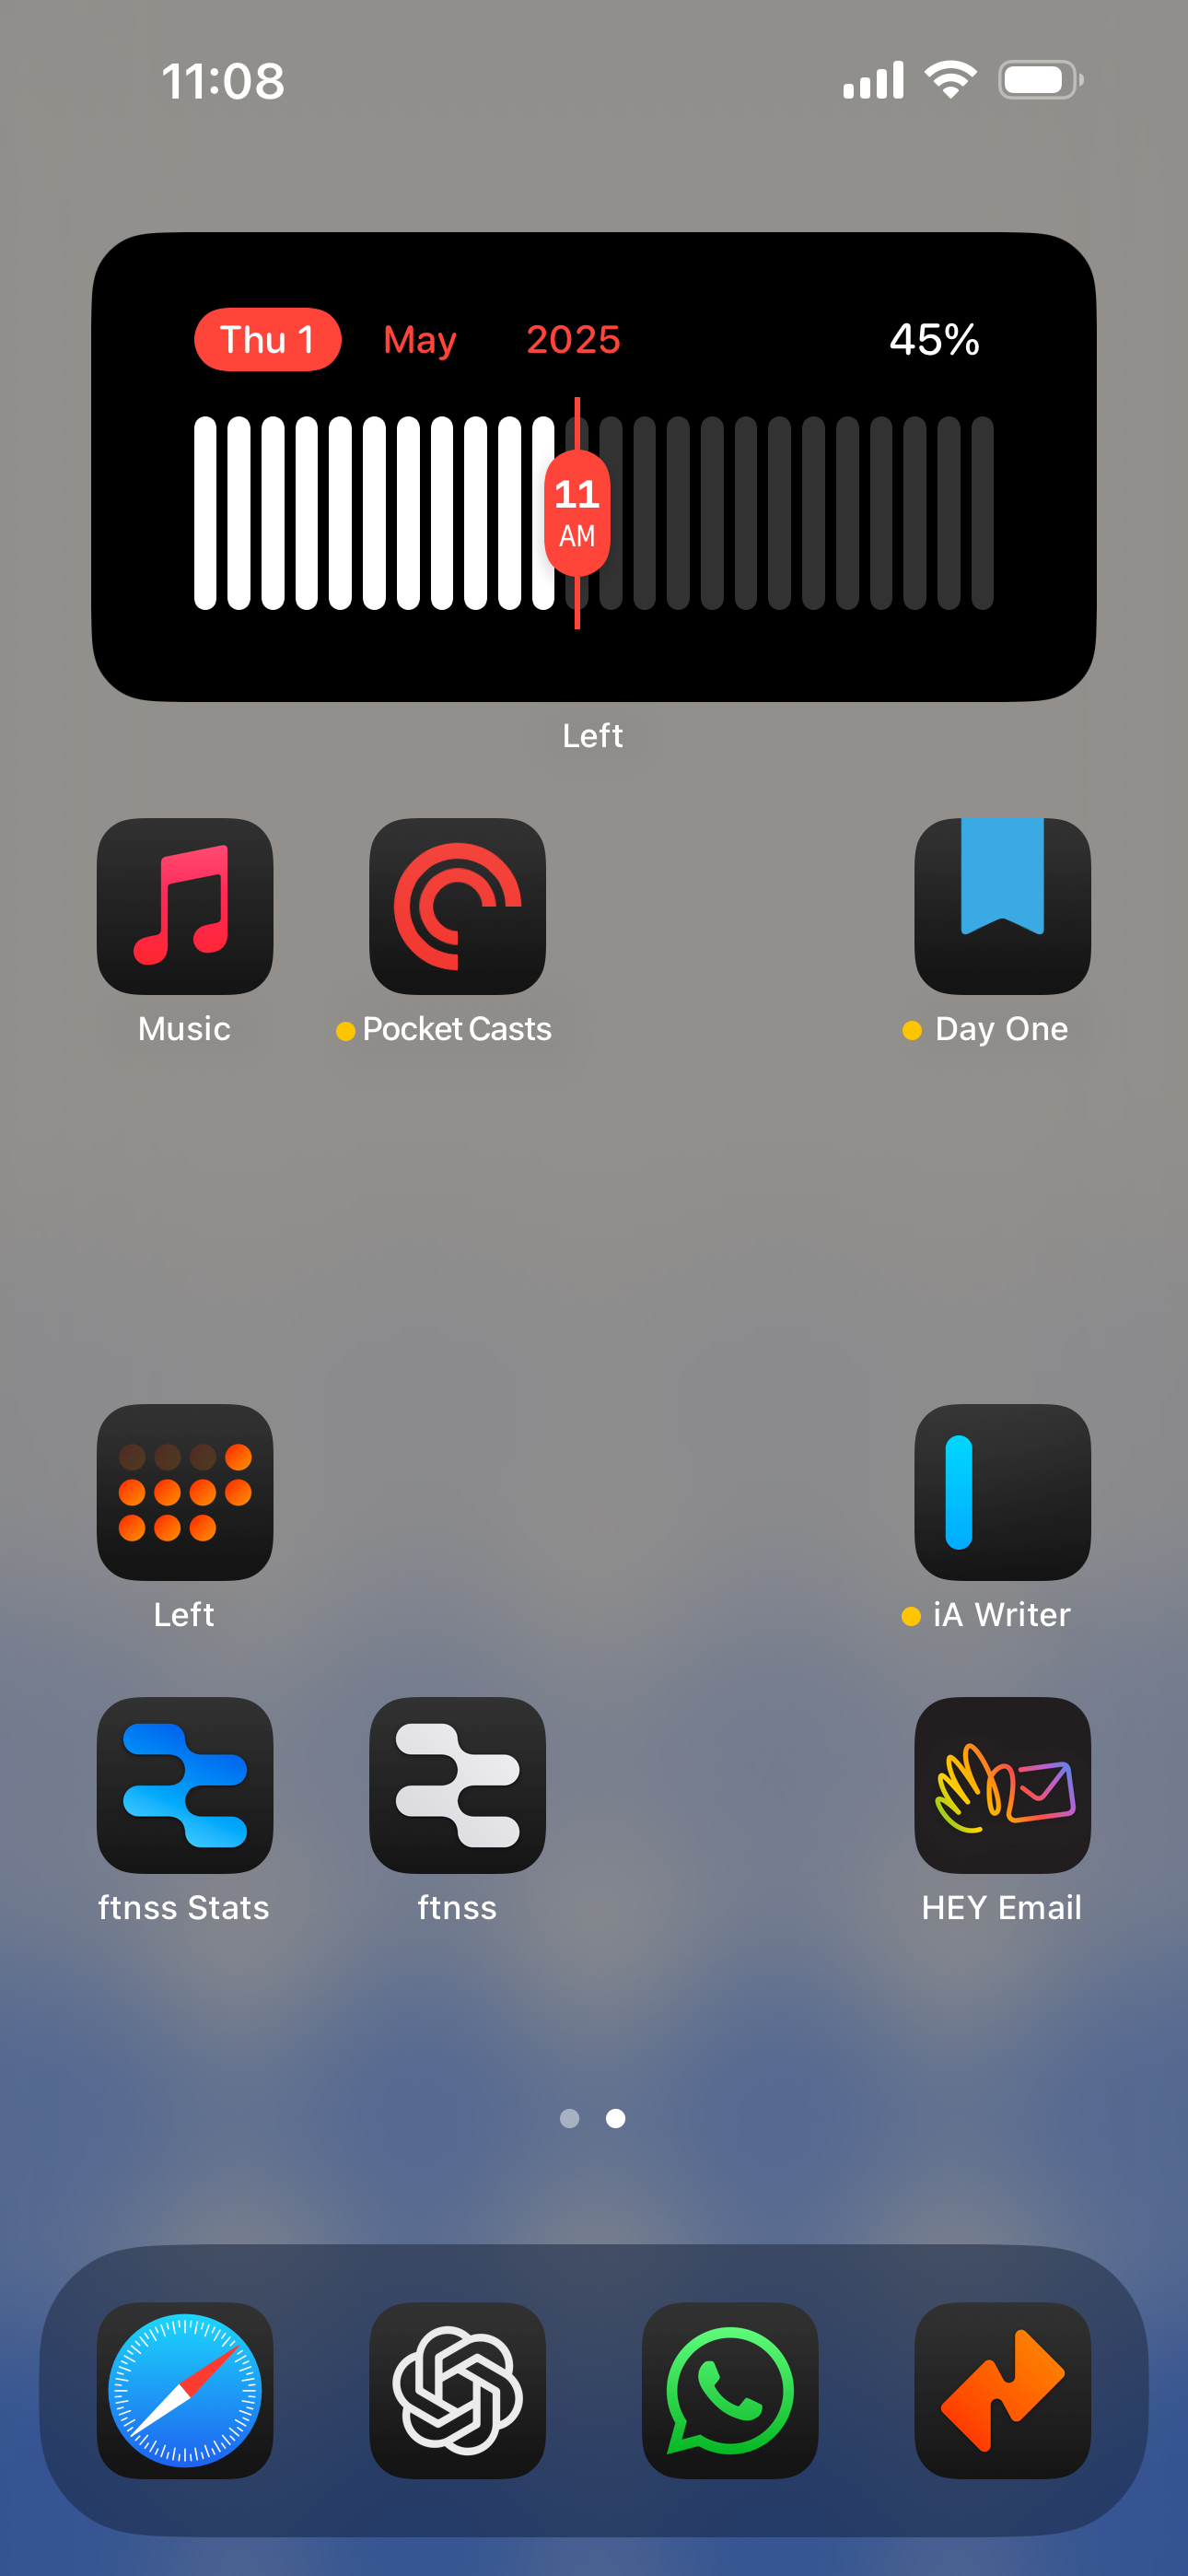 11:08
Thu 1 May 2025 45%
11
AM
Left
Music Pocket Casts Day One
Left iA Writer
ftnss Stats ftnss HEY Email